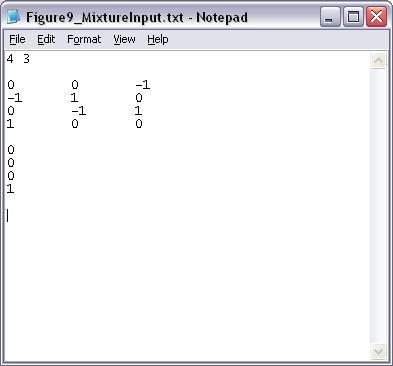 Figure9_MixtureInput.txt - Notepad
File Edit Format View Help
4 3
0 0 -1
-1 1 0
0 -1 1
1 0 0
0
0
0
1